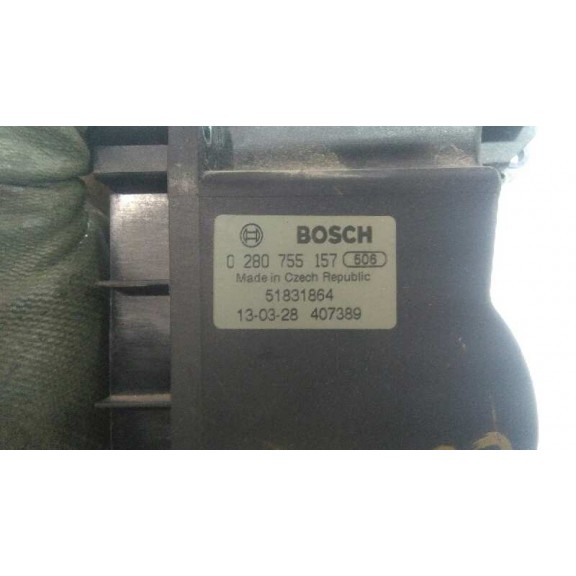 BOSCH
0 280 755 157 506
Made in Czech Republic
51831864
13-03-28 407389